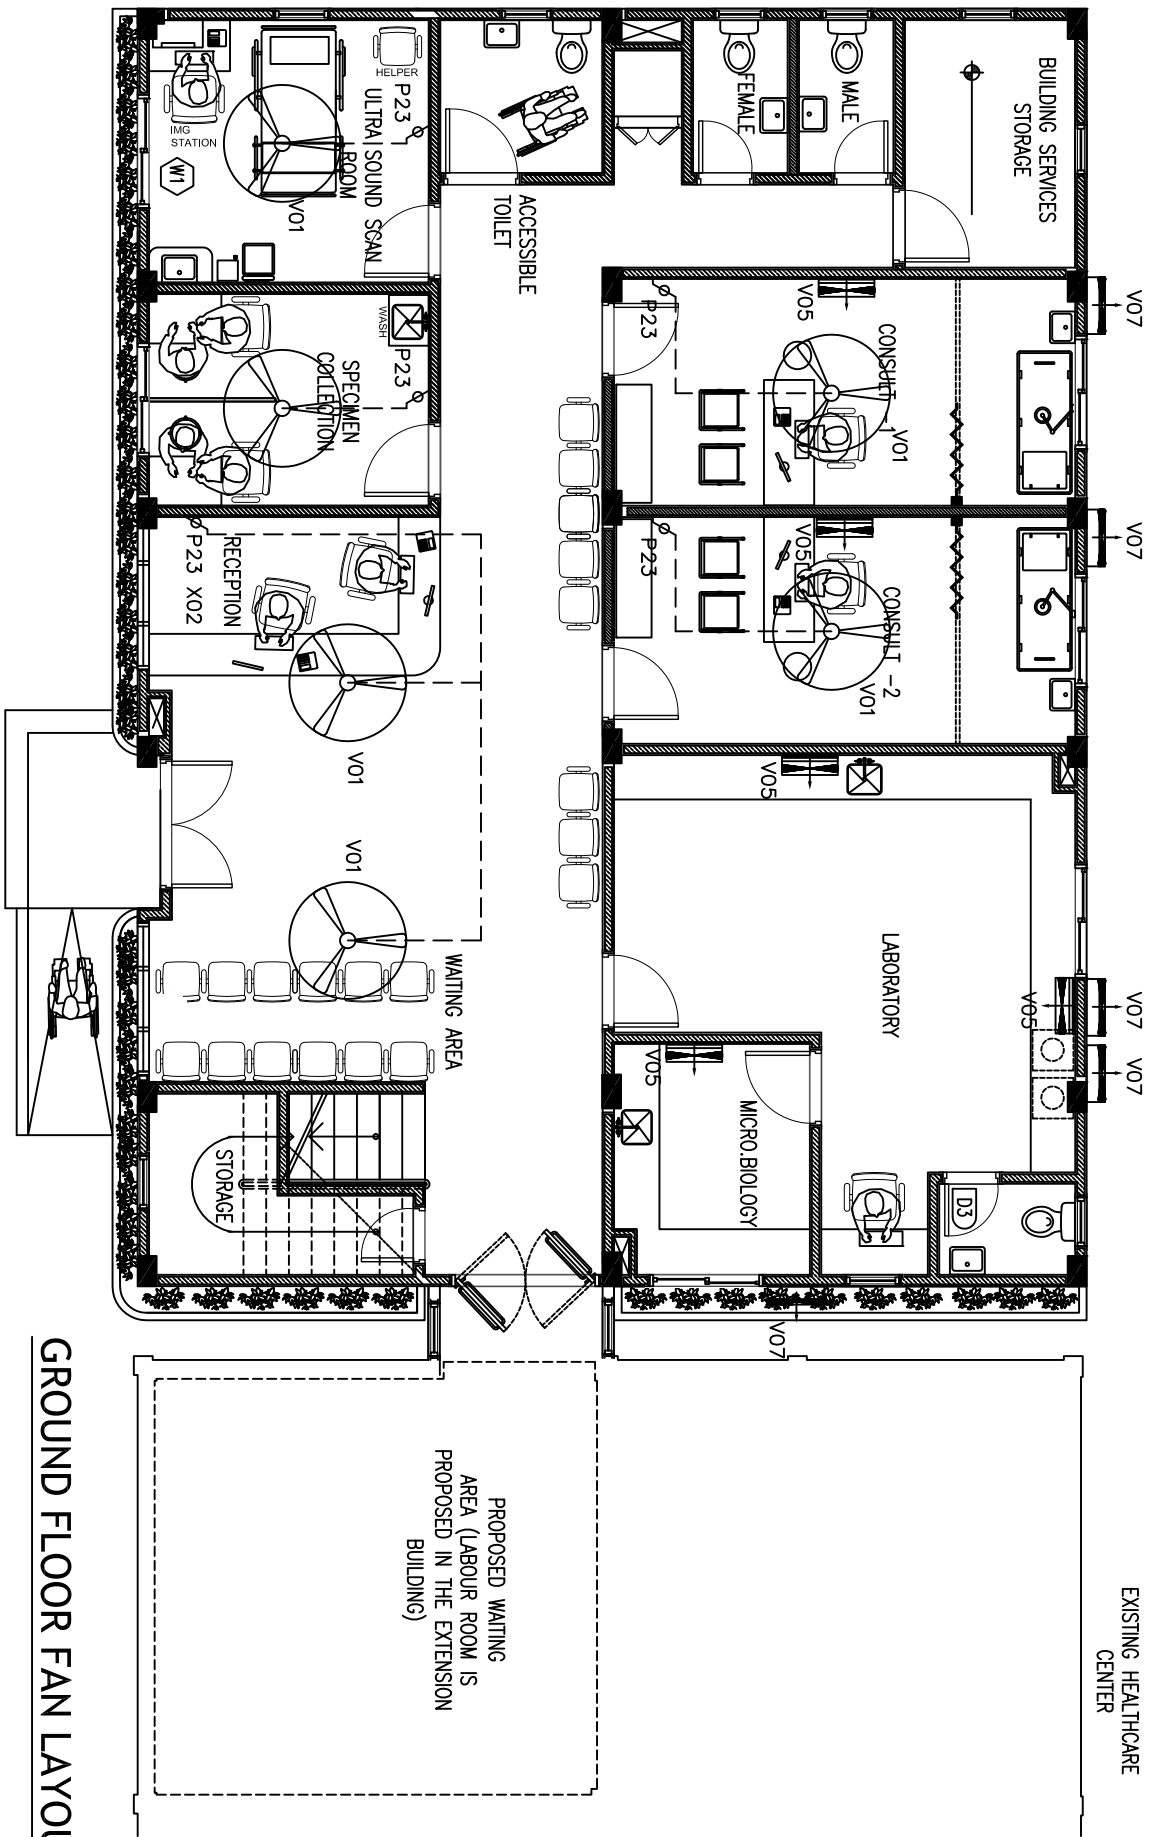 EXISTING HEALTHCARE
CENTER
V07
V07
V07
V07
BUILDING SERVICES
STORAGE
MALE
FEMALE
V05
CONSULT -1
V01
P23
V05
CONSULT -2
V01
P23
V05
LABORATORY
V05
V05
MICRO.BIOLOGY
D3
V07
ACCESSIBLE
TOILET
HELPER
P23
ULTRA SOUND SCAN
ROOM
V01
IMG
STATION
W1
WASH
P23
SPECIMEN
COLLECTION
RECEPTION
P23 X02
V01
V01
WAITING AREA
STORAGE
PROPOSED WAITING
AREA (LABOUR ROOM IS
PROPOSED IN THE EXTENSION
BUILDING)
GROUND FLOOR FAN LAYOU